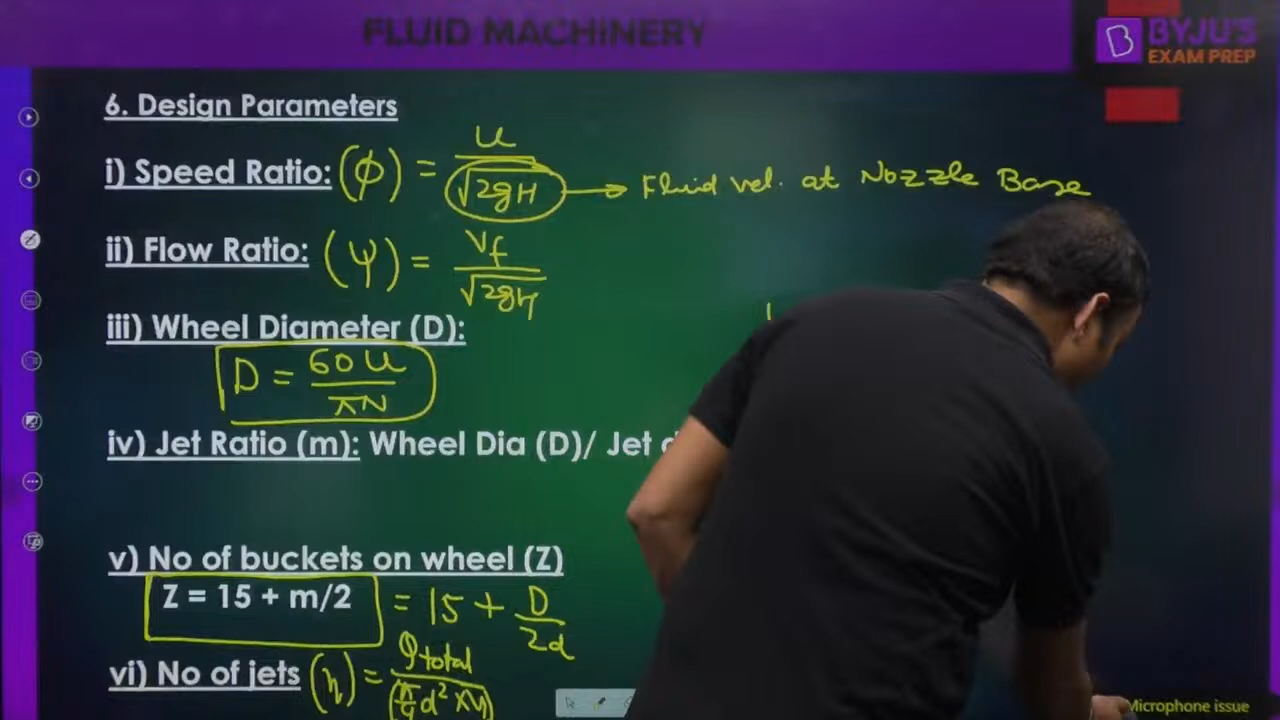 FLUID MACHINERY
BYJU'S
EXAM PREP
6. Design Parameters
i) Speed Ratio: (ϕ) = u / √2gH → Fluid vel. at Nozzle Base
ii) Flow Ratio: (Ψ) = Vf / √2gH
iii) Wheel Diameter (D):
D = 60 u / πN
iv) Jet Ratio (m): Wheel Dia (D)/ Jet
v) No of buckets on wheel (Z)
Z = 15 + m/2 = 15 + D / 2d
vi) No of jets (η) = Qtotal / (π/4 d² × V1)
Microphone issue